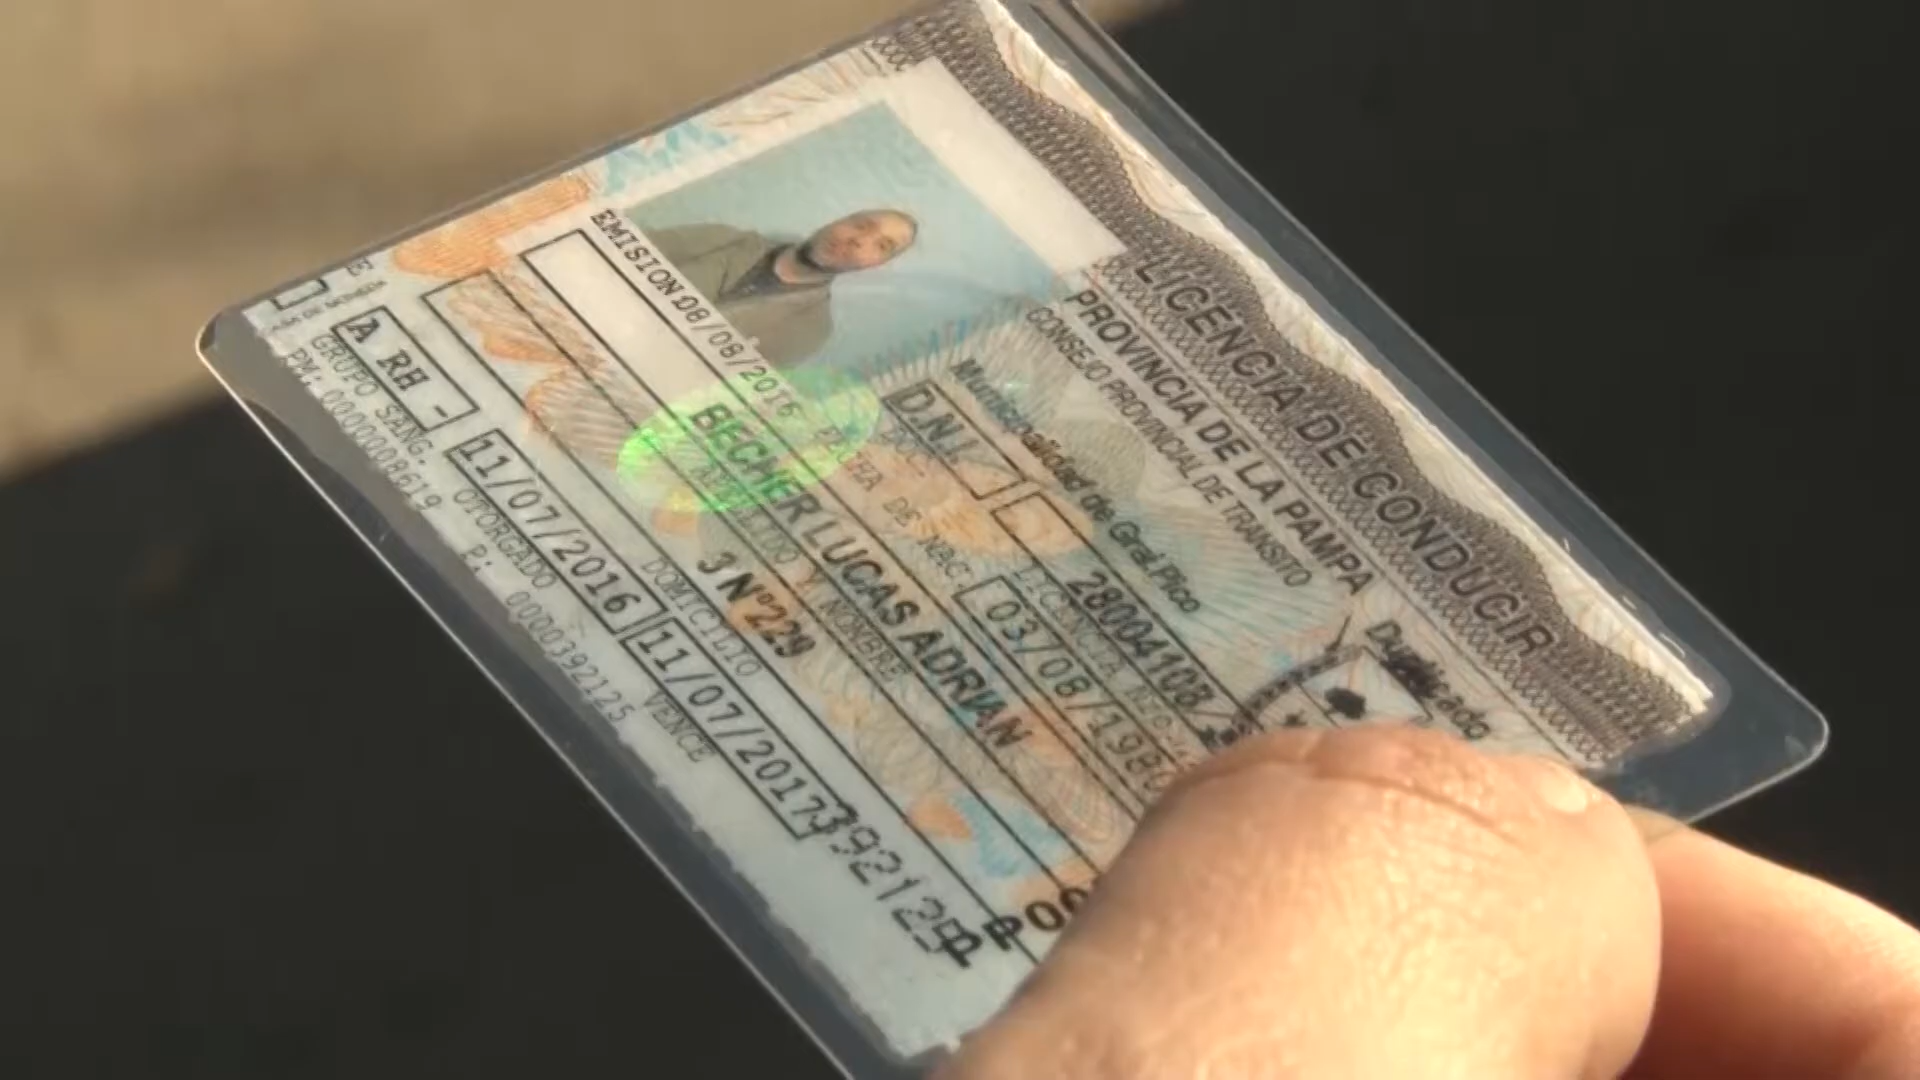 LICENCIA DE CONDUCIR
PROVINCIA DE LA PAMPA
CONSEJO PROVINCIAL DE TRANSITO
Duplicado
Municipalidad de Gral Pico
D.N.I.
28004108/
LICENCIA N°
FECHA DE NAC.
03/08/1980
EMISION 08/08/2016
BECHER LUCAS ADRIAN
APELLIDO Y NOMBRE
3 Nº 229
DOMICILIO
A RH -
11/07/2016
11/07/2017
392125
GRUPO SANG.
OTORGADO
VENCE
PM: 0000008619
P: 0000392125